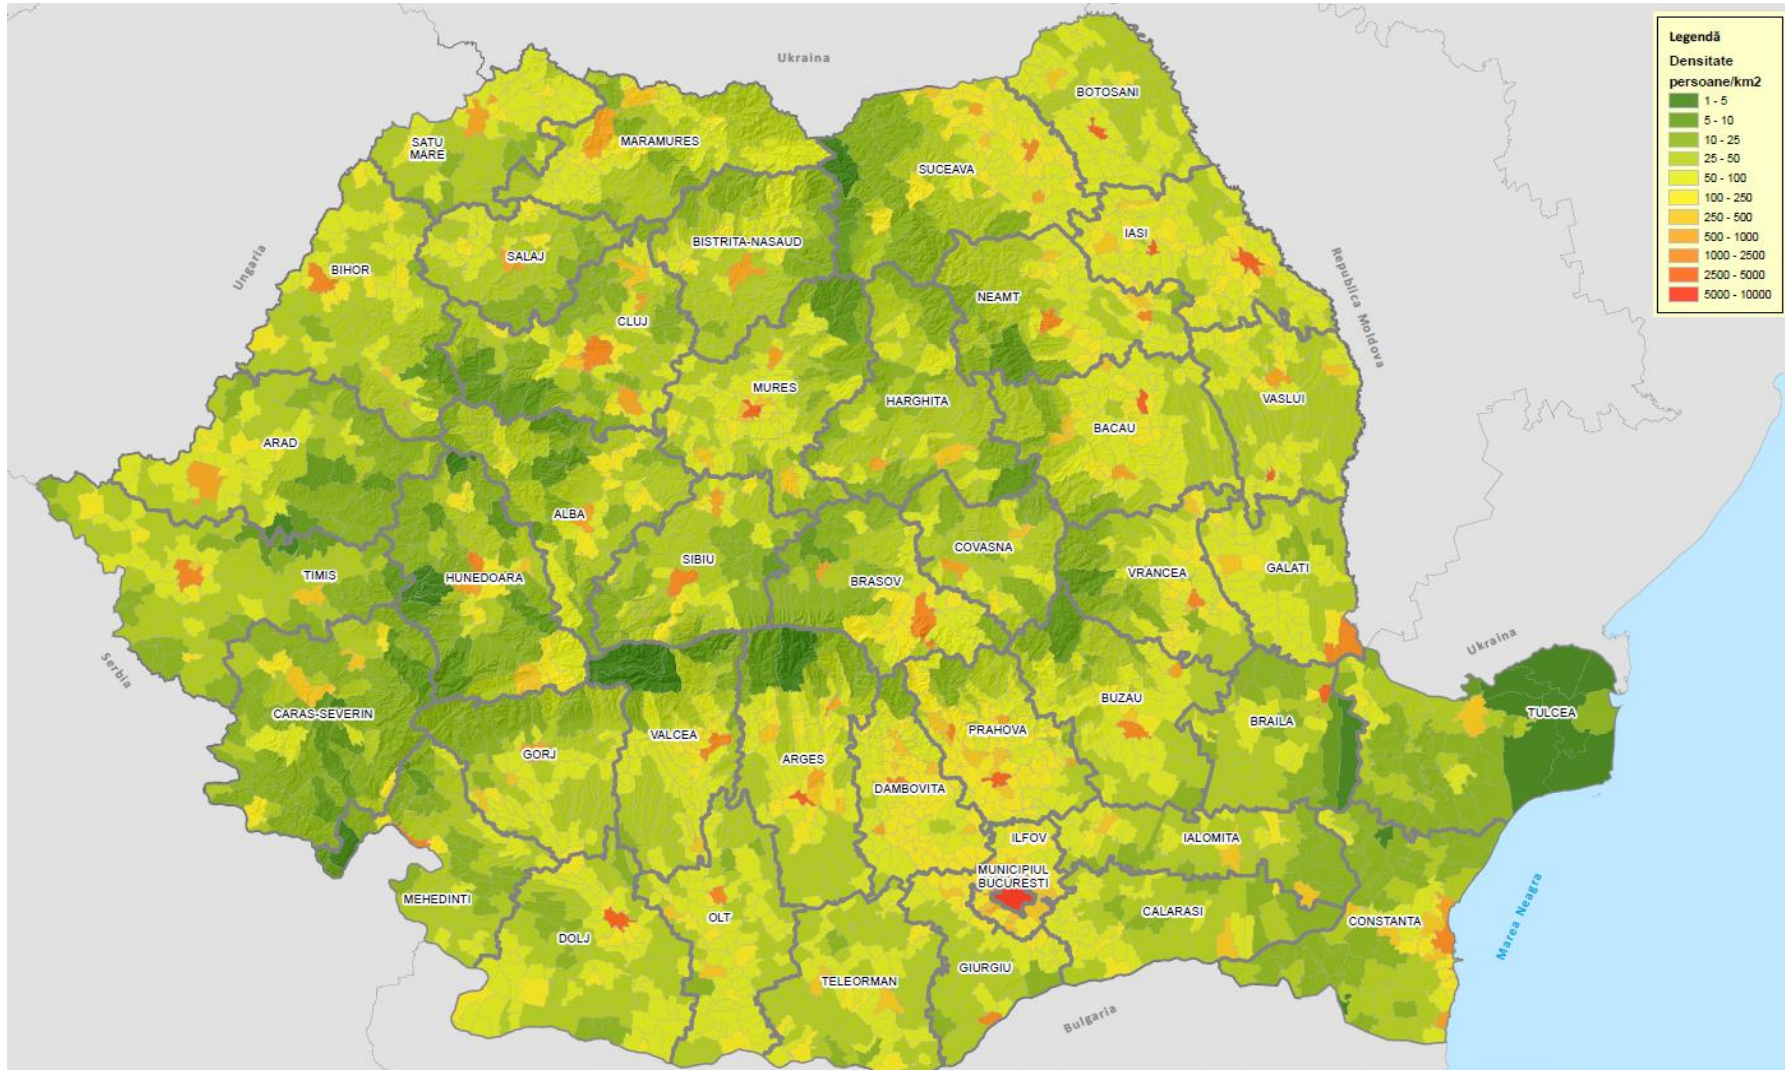 Ukraina
Legendă
Densitate
persoane/km2
1 - 5
5 - 10
10 - 25
25 - 50
50 - 100
100 - 250
250 - 500
500 - 1000
1000 - 2500
2500 - 5000
5000 - 10000
BOTOSANI
SATU
MARE
MARAMURES
SUCEAVA
IASI
BISTRITA-NASAUD
SALAJ
Ungaria
BIHOR
Republica Moldova
NEAMT
CLUJ
MURES
HARGHITA
VASLUI
BACAU
ARAD
ALBA
COVASNA
SIBIU
TIMIS
HUNEDOARA
BRASOV
VRANCEA
GALATI
Ukraina
Serbia
CARAS-SEVERIN
BUZAU
BRAILA
TULCEA
VALCEA
PRAHOVA
GORJ
ARGES
DAMBOVITA
ILFOV
IALOMITA
MUNICIPIUL
BUCURESTI
MEHEDINTI
CALARASI
OLT
CONSTANTA
Marea Neagra
DOLJ
GIURGIU
TELEORMAN
Bulgaria